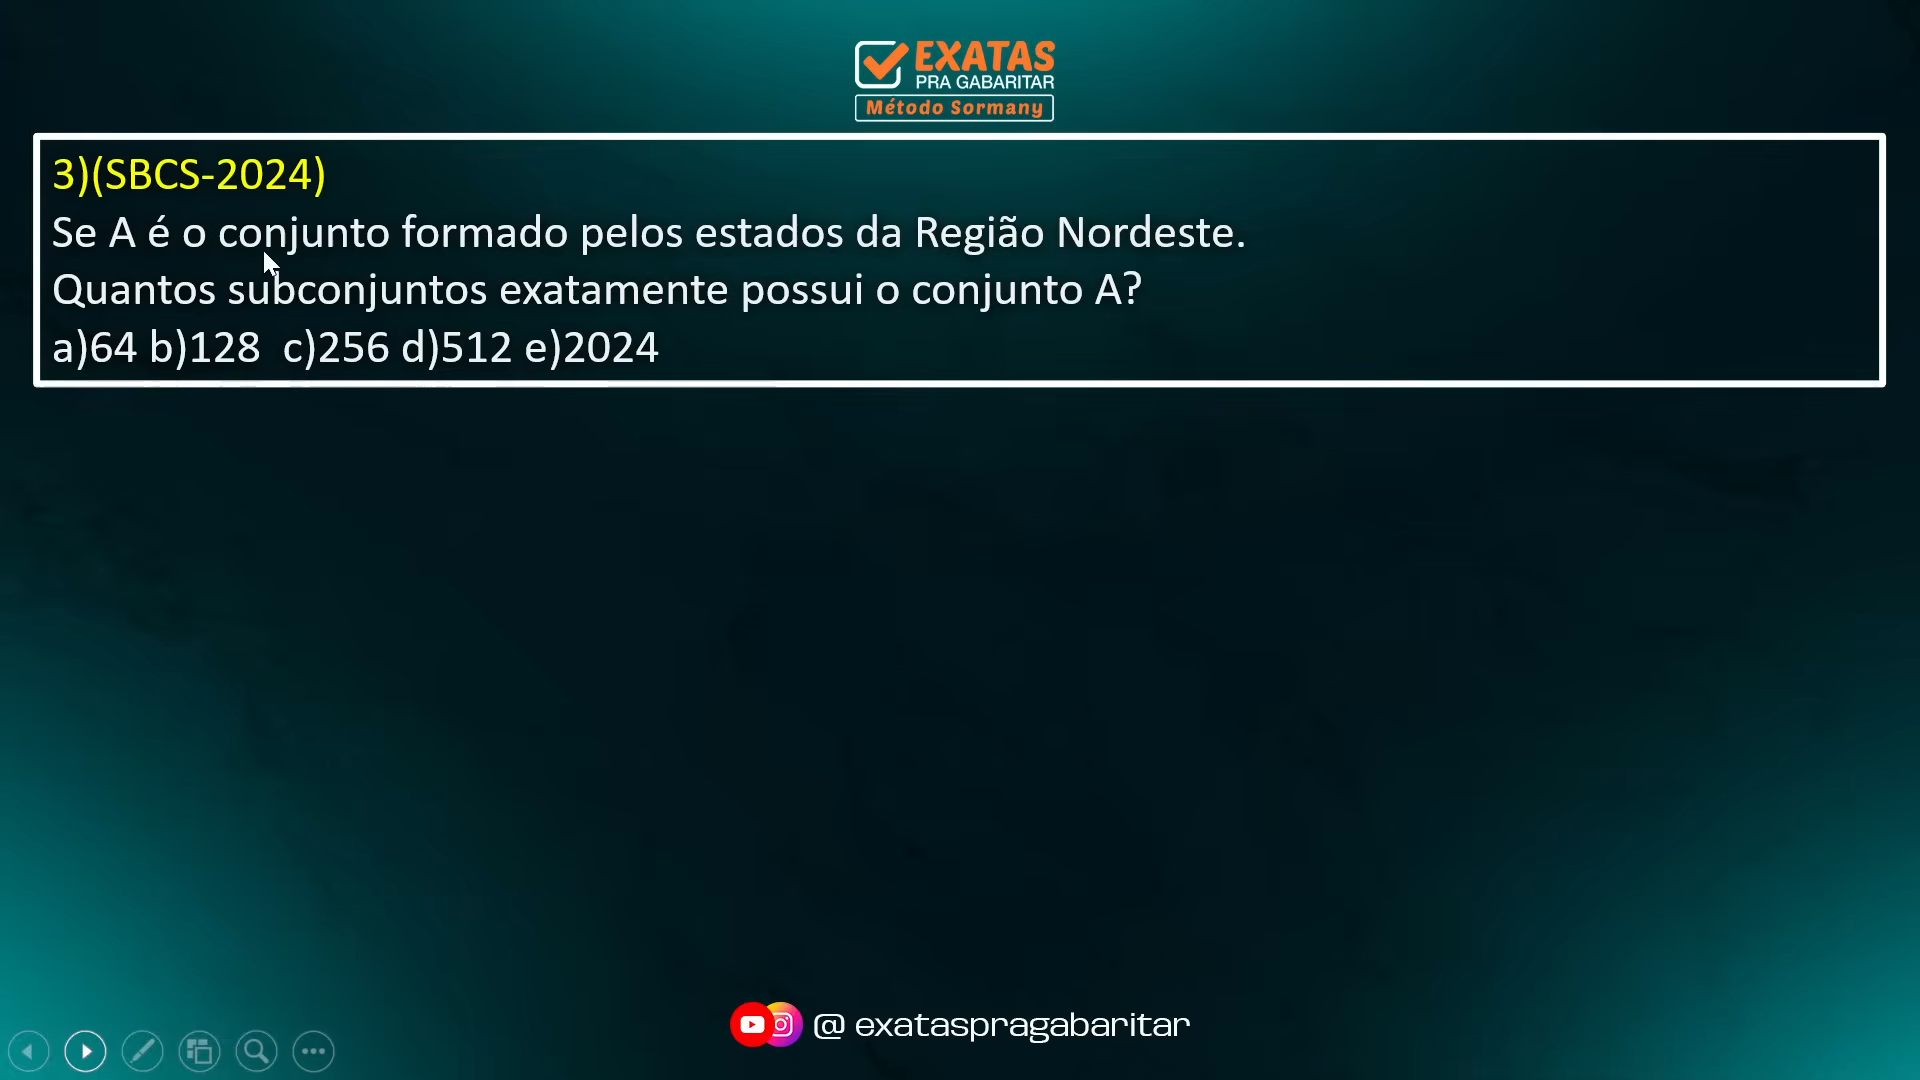 EXATAS
PRA GABARITAR
Método Sormany
3)(SBCS-2024)
Se A é o conjunto formado pelos estados da Região Nordeste.
Quantos subconjuntos exatamente possui o conjunto A?
a)64 b)128  c)256 d)512 e)2024
@ exataspragabaritar